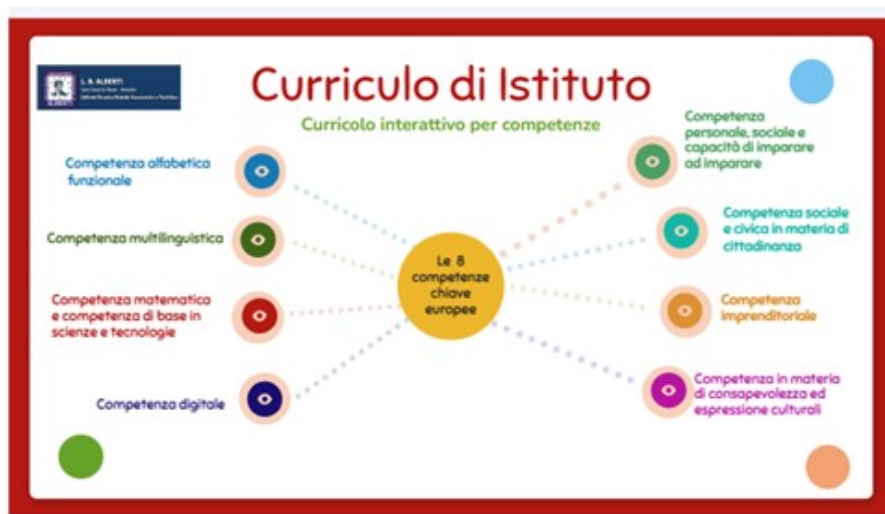 L. B. ALBERTI
ALBERTI
Curriculo di Istituto
Curricolo interattivo per competenze
Competenza alfabetica
funzionale
Competenza multilinguistica
Competenza matematica
e competenza di base in
scienze e tecnologie
Competenza digitale
Le 8
competenze
chiave
europee
Competenza
personale, sociale e
capacità di imparare
ad imparare
Competenza sociale
e civica in materia di
cittadinanza
Competenza
imprenditoriale
Competenza in materia
di consapevolezza ed
espressione culturali